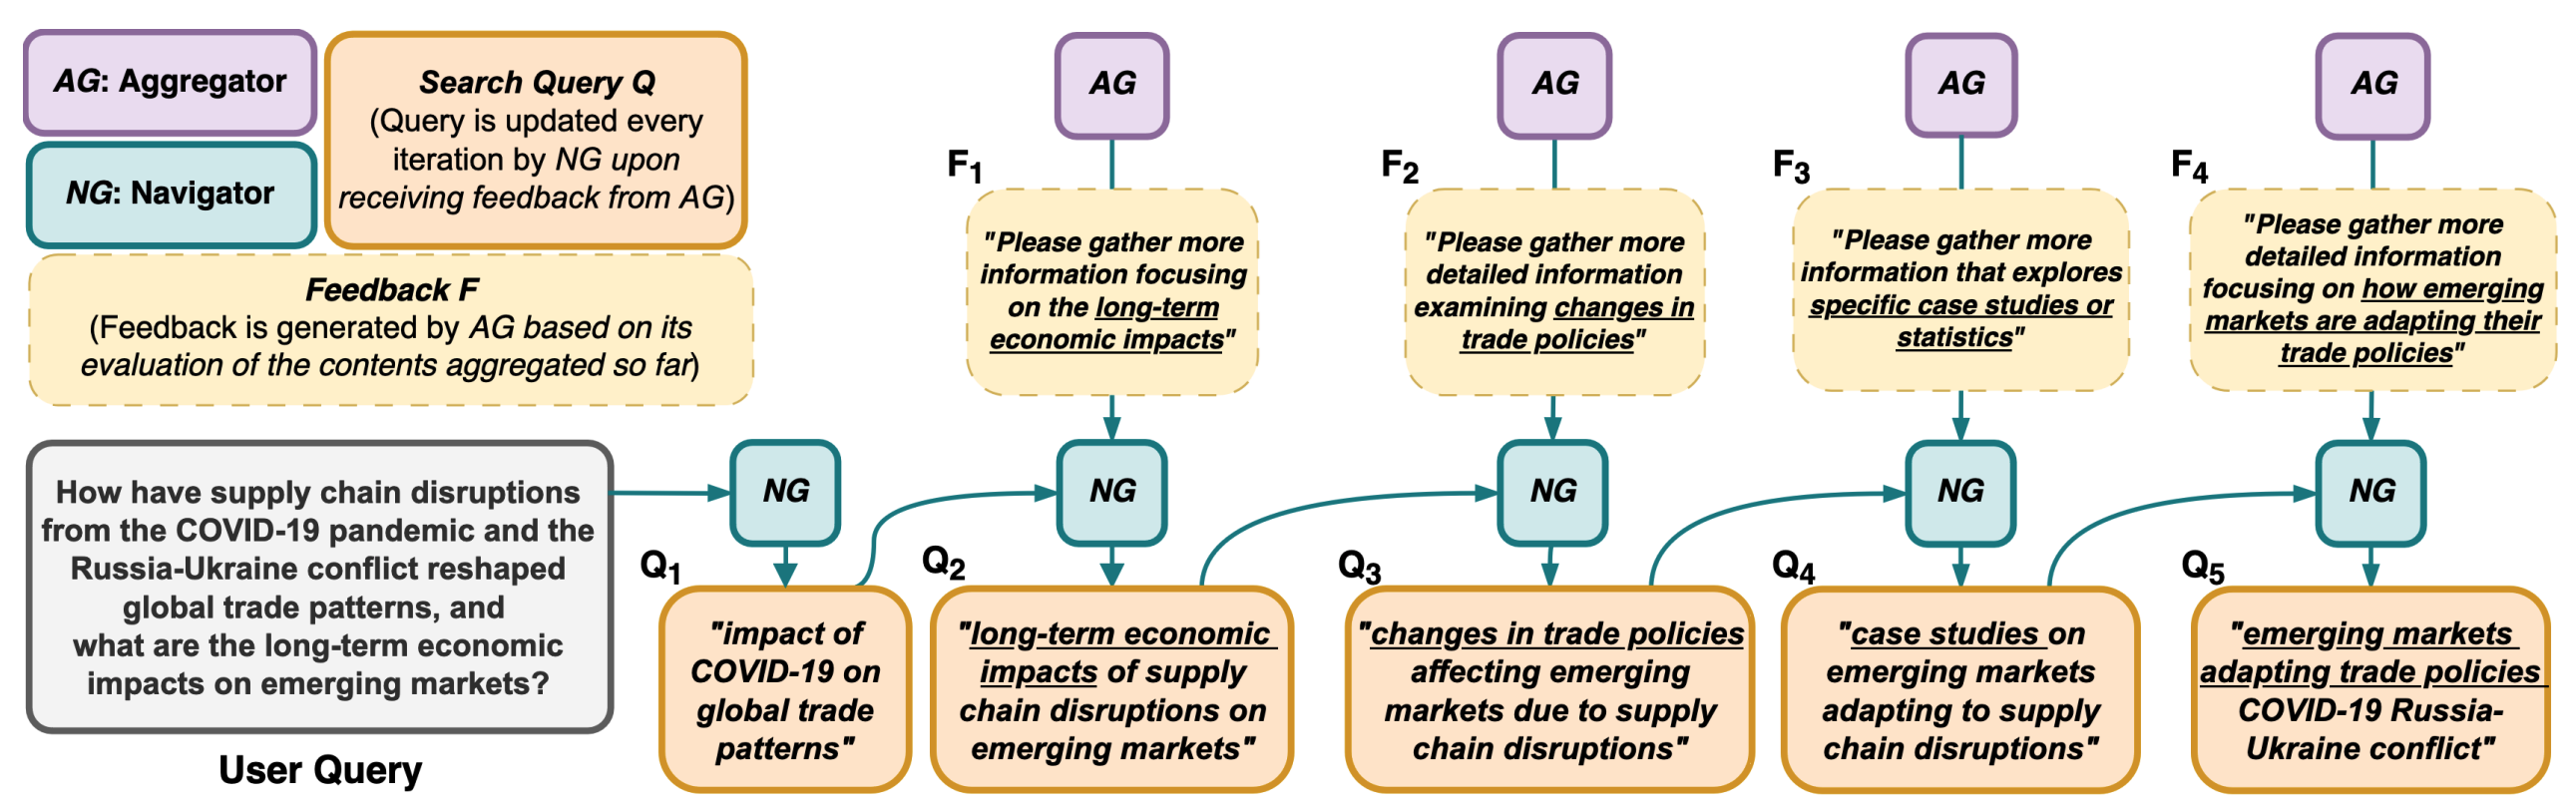 AG: Aggregator
NG: Navigator
Search Query Q
(Query is updated every
iteration by NG upon
receiving feedback from AG)
Feedback F
(Feedback is generated by AG based on its
evaluation of the contents aggregated so far)
AG
F1
"Please gather more
information focusing
on the long-term
economic impacts"
AG
F2
"Please gather more
detailed information
examining changes in
trade policies"
AG
F3
"Please gather more
information that explores
specific case studies or
statistics"
AG
F4
"Please gather more
detailed information
focusing on how emerging
markets are adapting their
trade policies"
How have supply chain disruptions
from the COVID-19 pandemic and the
Russia-Ukraine conflict reshaped
global trade patterns, and
what are the long-term economic
impacts on emerging markets?
User Query
NG
NG
NG
NG
NG
Q1
"impact of
COVID-19 on
global trade
patterns"
Q2
"long-term economic
impacts of supply
chain disruptions on
emerging markets"
Q3
"changes in trade policies
affecting emerging
markets due to supply
chain disruptions"
Q4
"case studies on
emerging markets
adapting to supply
chain disruptions"
Q5
"emerging markets
adapting trade policies
COVID-19 Russia-
Ukraine conflict"